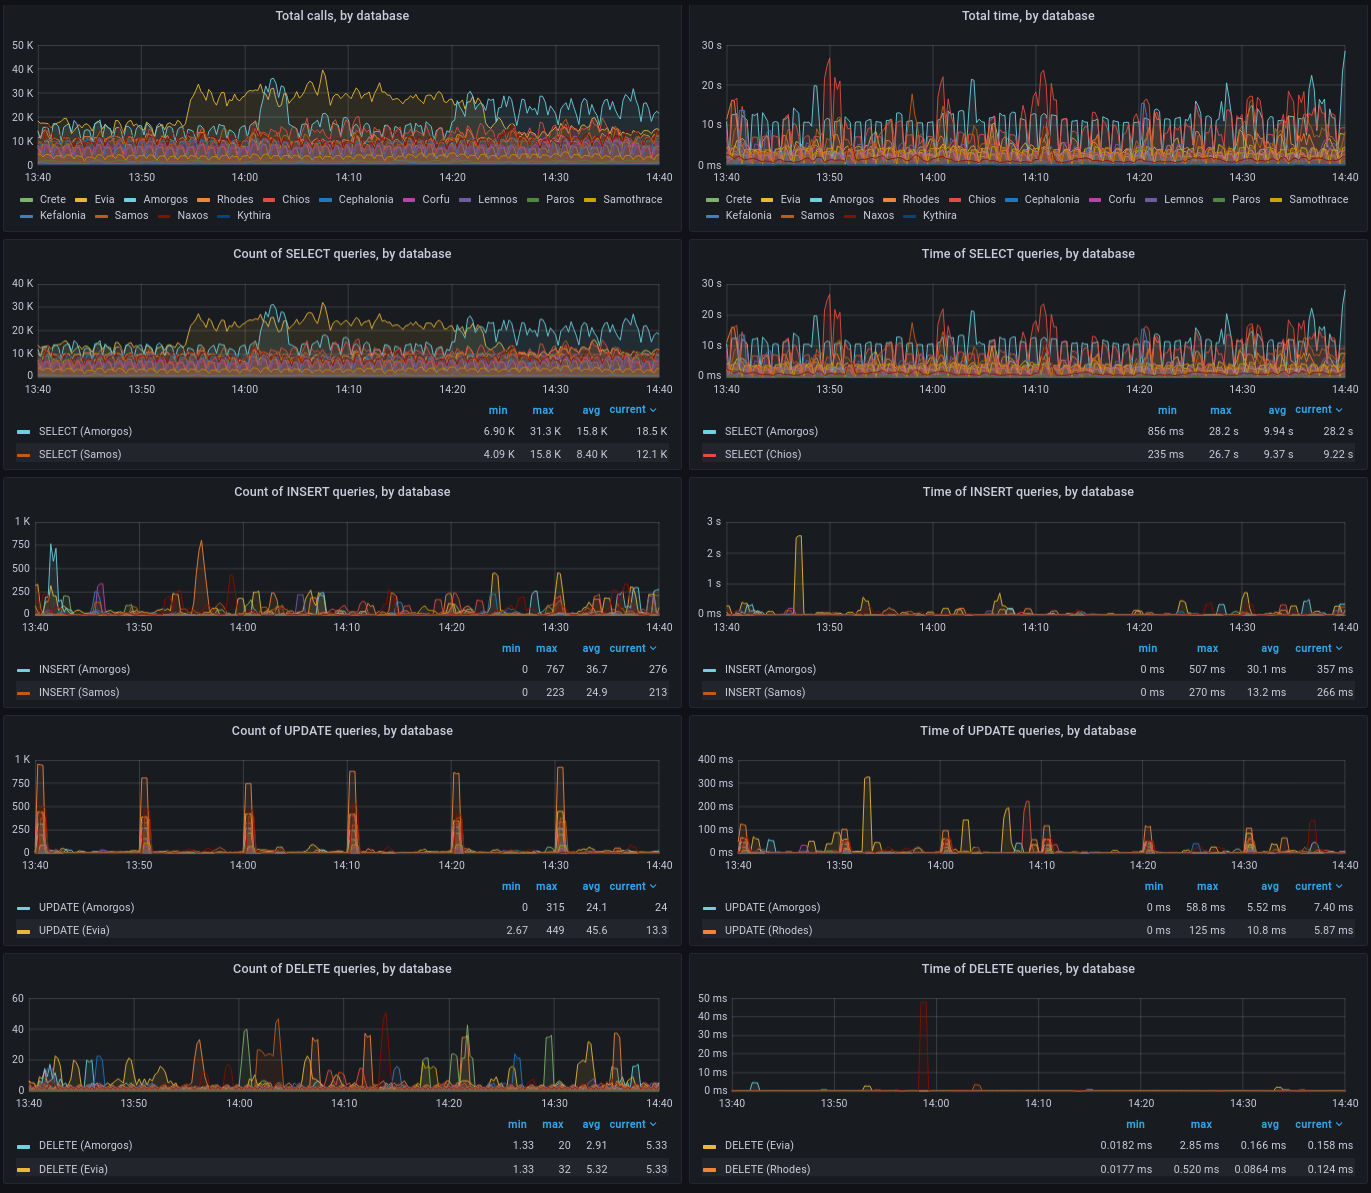 Total calls, by database
50 K
40 K
30 K
20 K
10 K
0
13:40 13:50 14:00 14:10 14:20 14:30 14:40
Crete Evia Amorgos Rhodes Chios Cephalonia Corfu Lemnos Paros Samothrace
Kefalonia Samos Naxos Kythira
Total time, by database
30 s
20 s
10 s
0 ms
13:40 13:50 14:00 14:10 14:20 14:30 14:40
Crete Evia Amorgos Rhodes Chios Cephalonia Corfu Lemnos Paros Samothrace
Kefalonia Samos Naxos Kythira
Count of SELECT queries, by database
40 K
30 K
20 K
10 K
0
13:40 13:50 14:00 14:10 14:20 14:30 14:40
min max avg current
SELECT (Amorgos) 6.90 K 31.3 K 15.8 K 18.5 K
SELECT (Samos) 4.09 K 15.8 K 8.40 K 12.1 K
Time of SELECT queries, by database
30 s
20 s
10 s
0 ms
13:40 13:50 14:00 14:10 14:20 14:30 14:40
min max avg current
SELECT (Amorgos) 856 ms 28.2 s 9.94 s 28.2 s
SELECT (Chios) 235 ms 26.7 s 9.37 s 9.22 s
Count of INSERT queries, by database
1 K
750
500
250
0
13:40 13:50 14:00 14:10 14:20 14:30 14:40
min max avg current
INSERT (Amorgos) 0 767 36.7 276
INSERT (Samos) 0 223 24.9 213
Time of INSERT queries, by database
3 s
2 s
1 s
0 ms
13:40 13:50 14:00 14:10 14:20 14:30 14:40
min max avg current
INSERT (Amorgos) 0 ms 507 ms 30.1 ms 357 ms
INSERT (Samos) 0 ms 270 ms 13.2 ms 266 ms
Count of UPDATE queries, by database
1 K
750
500
250
0
13:40 13:50 14:00 14:10 14:20 14:30 14:40
min max avg current
UPDATE (Amorgos) 0 315 24.1 24
UPDATE (Evia) 2.67 449 45.6 13.3
Time of UPDATE queries, by database
400 ms
300 ms
200 ms
100 ms
0 ms
13:40 13:50 14:00 14:10 14:20 14:30 14:40
min max avg current
UPDATE (Amorgos) 0 ms 58.8 ms 5.52 ms 7.40 ms
UPDATE (Rhodes) 0 ms 125 ms 10.8 ms 5.87 ms
Count of DELETE queries, by database
60
40
20
0
13:40 13:50 14:00 14:10 14:20 14:30 14:40
min max avg current
DELETE (Amorgos) 1.33 20 2.91 5.33
DELETE (Evia) 1.33 32 5.32 5.33
Time of DELETE queries, by database
50 ms
40 ms
30 ms
20 ms
10 ms
0 ms
13:40 13:50 14:00 14:10 14:20 14:30 14:40
min max avg current
DELETE (Evia) 0.0182 ms 2.85 ms 0.166 ms 0.158 ms
DELETE (Rhodes) 0.0177 ms 0.520 ms 0.0864 ms 0.124 ms